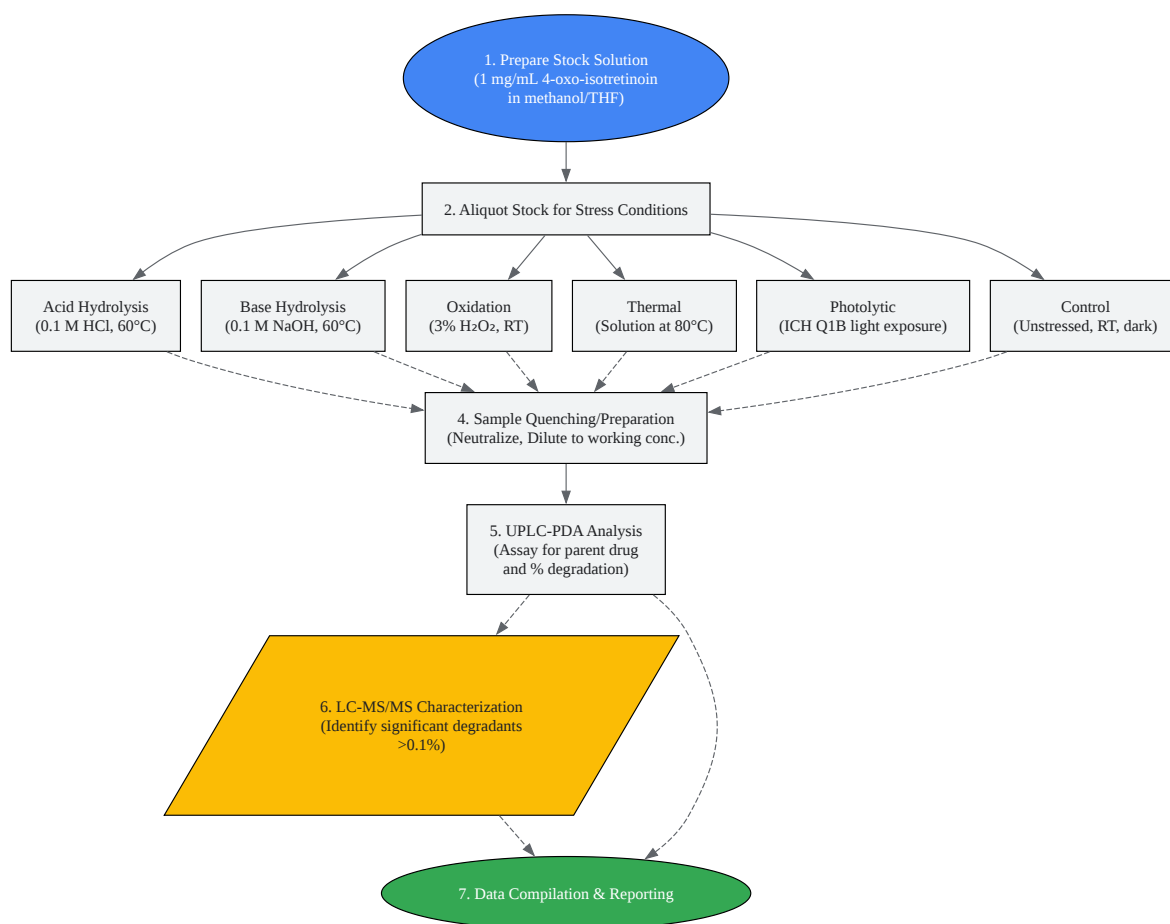 1. Prepare Stock Solution
(1 mg/mL 4-oxo-isotretinoin
in methanol/THF)
2. Aliquot Stock for Stress Conditions
Acid Hydrolysis
(0.1 M HCl, 60°C)
Base Hydrolysis
(0.1 M NaOH, 60°C)
Oxidation
(3% H₂O₂, RT)
Thermal
(Solution at 80°C)
Photolytic
(ICH Q1B light exposure)
Control
(Unstressed, RT, dark)
4. Sample Quenching/Preparation
(Neutralize, Dilute to working conc.)
5. UPLC-PDA Analysis
(Assay for parent drug
and % degradation)
6. LC-MS/MS Characterization
(Identify significant degradants
>0.1%)
7. Data Compilation & Reporting